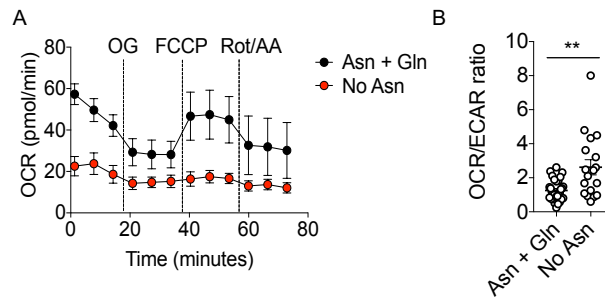 A
OG FCCP Rot/AA
80
60
40
20
0
OCR (pmol/min)
0 20 40 60 80
Time (minutes)
Asn + Gln
No Asn
B
**
10
8
6
4
2
0
OCR/ECAR ratio
Asn + Gln
No Asn